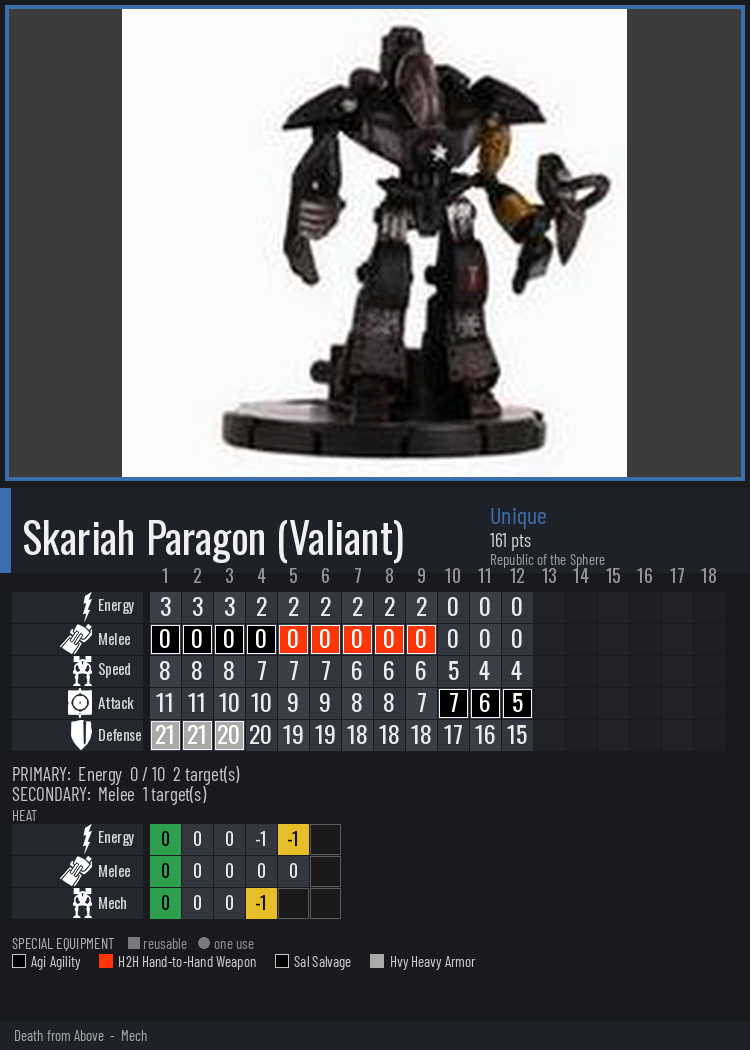 Skariah Paragon (Valiant)
Unique
161 pts
Republic of the Sphere
1 2 3 4 5 6 7 8 9 10 11 12 13 14 15 16 17 18
Energy 3 3 3 2 2 2 2 2 2 0 0 0
Melee 0 0 0 0 0 0 0 0 0 0 0 0
Speed 8 8 8 7 7 7 6 6 6 5 4 4
Attack 11 11 10 10 9 9 8 8 7 7 6 5
Defense 21 21 20 20 19 19 18 18 18 17 16 15
PRIMARY: Energy 0 / 10 2 target(s)
SECONDARY: Melee 1 target(s)
HEAT
Energy 0 0 0 -1 -1
Melee 0 0 0 0 0
Mech 0 0 0 -1
SPECIAL EQUIPMENT reusable one use
Agi Agility H2H Hand-to-Hand Weapon Sal Salvage Hvy Heavy Armor
Death from Above - Mech